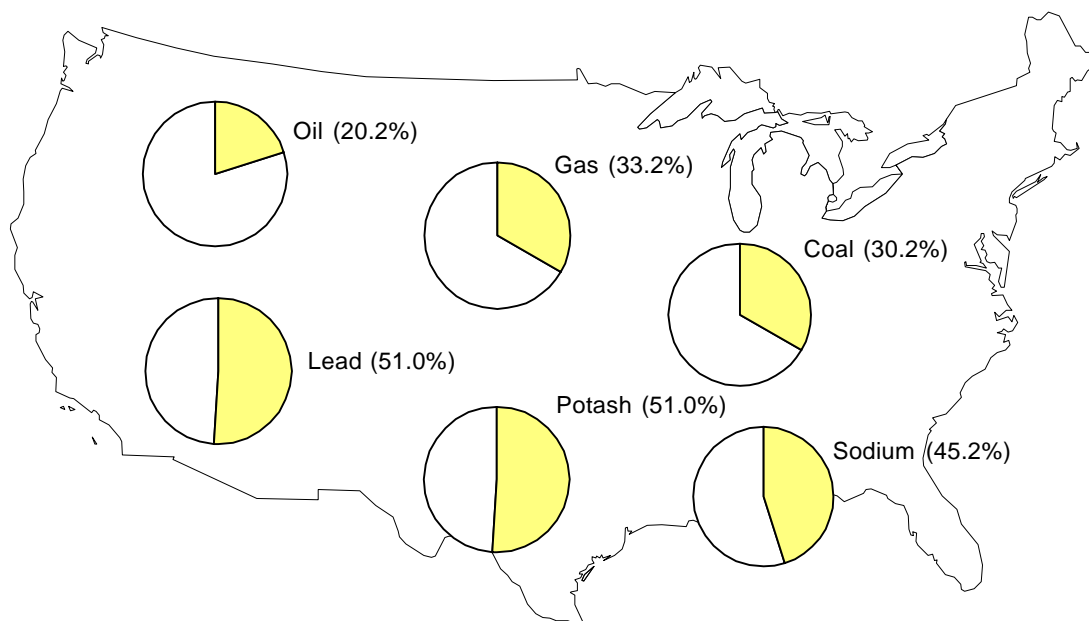 Oil (20.2%)
Gas (33.2%)
Coal (30.2%)
Lead (51.0%)
Potash (51.0%)
Sodium (45.2%)